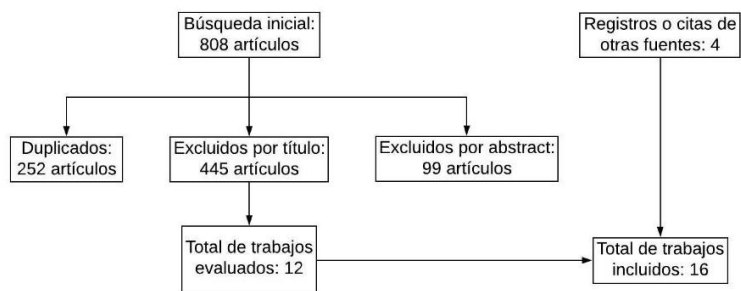 Búsqueda inicial:
808 artículos
Registros o citas de
otras fuentes: 4
Duplicados:
252 artículos
Excluidos por título:
445 artículos
Excluidos por abstract:
99 artículos
Total de trabajos
evaluados: 12
Total de trabajos
incluidos: 16